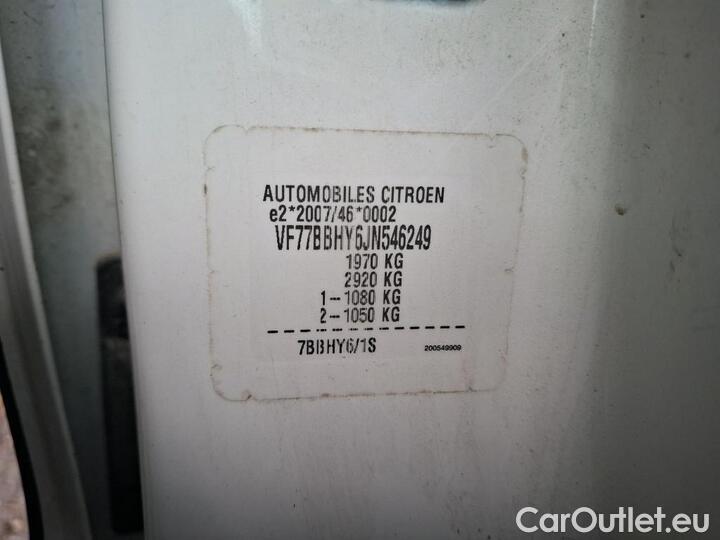 AUTOMOBILES CITROEN
e2*2007/46*0002
VF77BBHY6JN546249
1970 KG
2920 KG
1-1080 KG
2-1050 KG
7BBHY6/1S 200549909
CarOutlet.eu